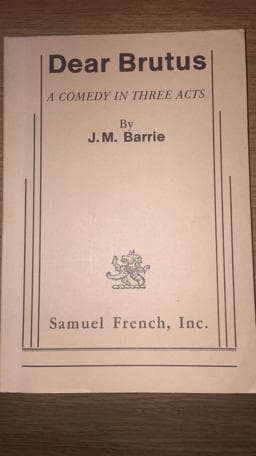 Dear Brutus
A COMEDY IN THREE ACTS
By
J.M. Barrie
Samuel French, Inc.